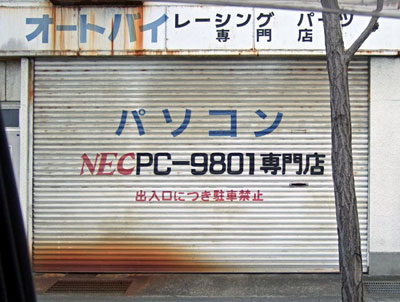 オートバイ レーシング パーツ
専門店
パソコン
NEC PC-9801専門店
出入口につき駐車禁止